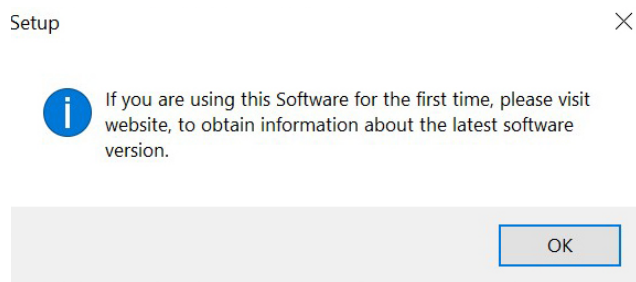 Setup
If you are using this Software for the first time, please visit
website, to obtain information about the latest software
version.
OK